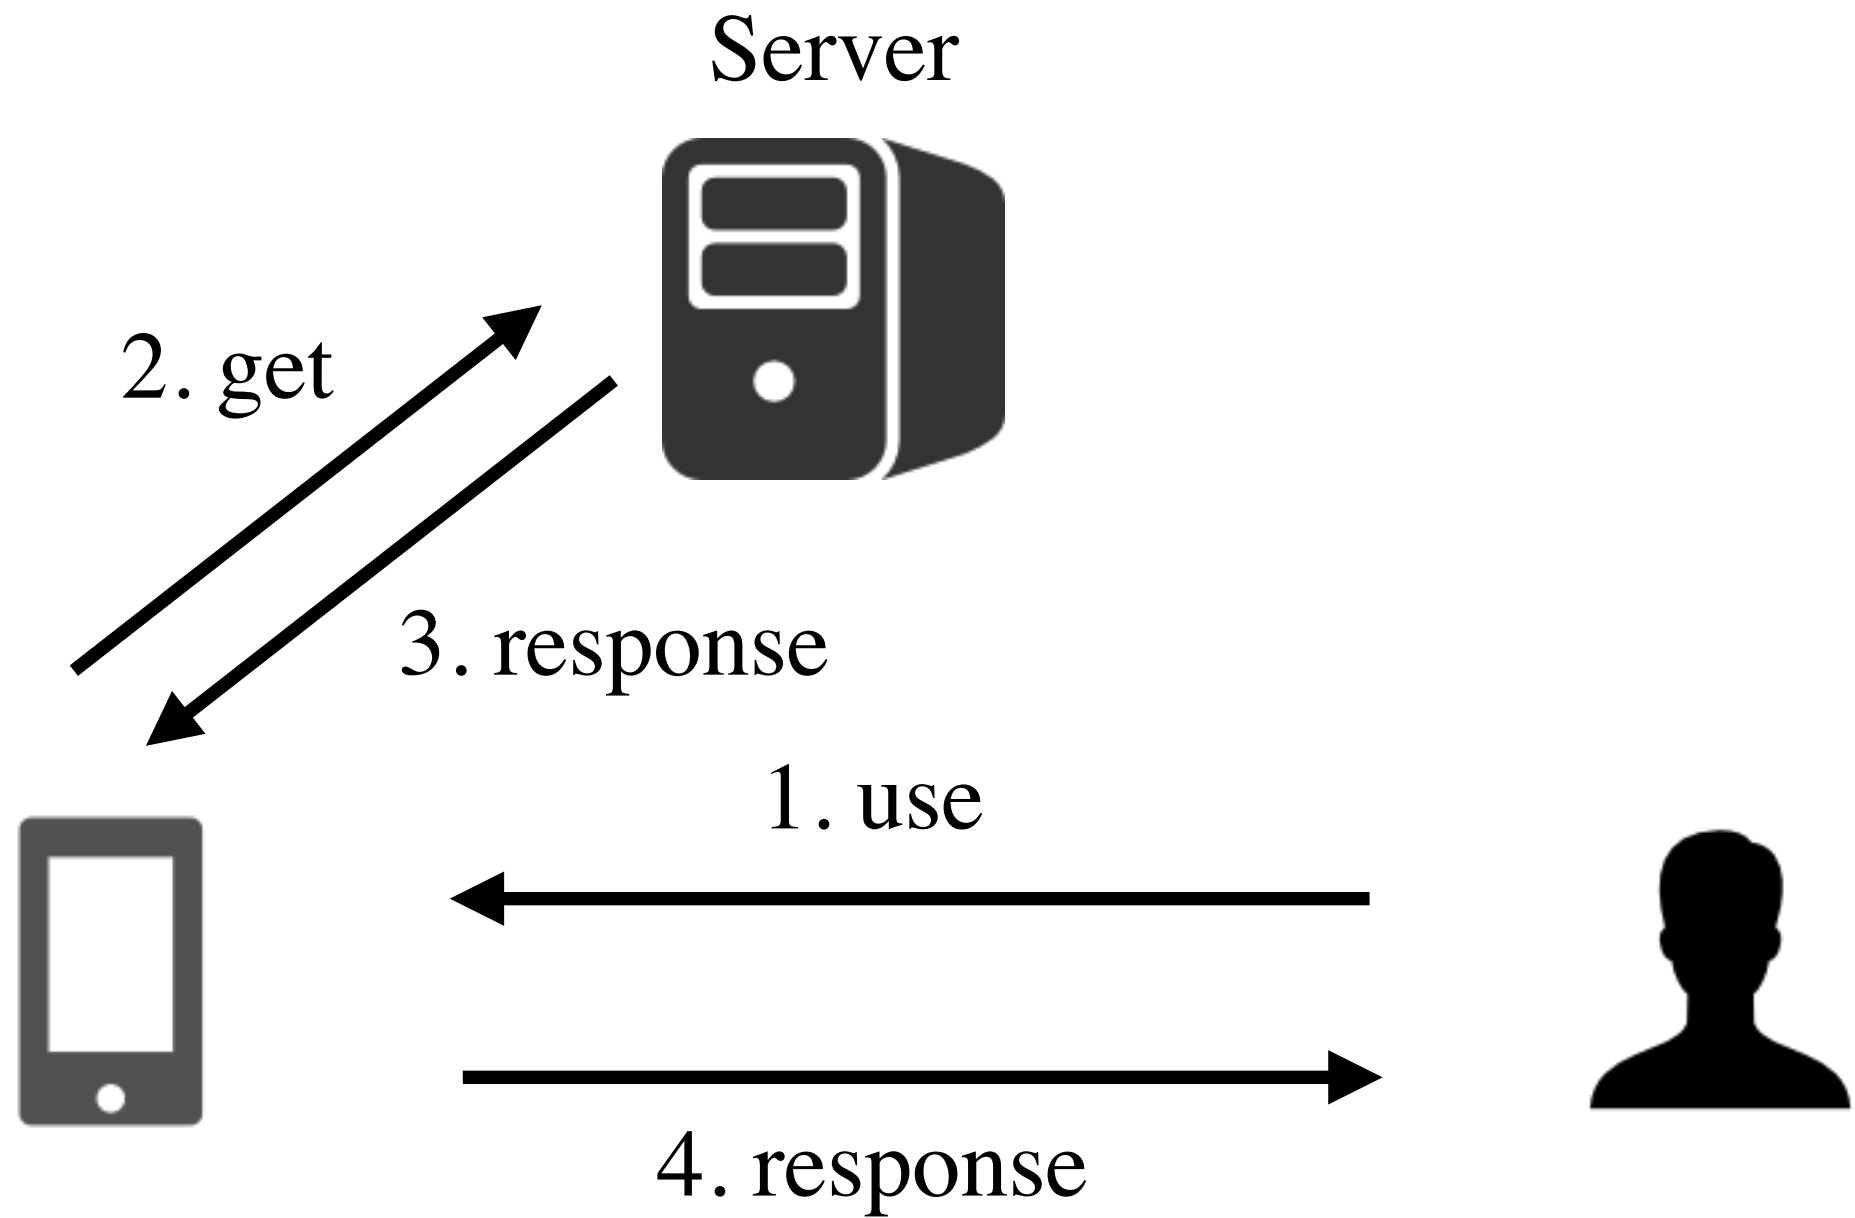 Server
2. get
3. response
1. use
4. response